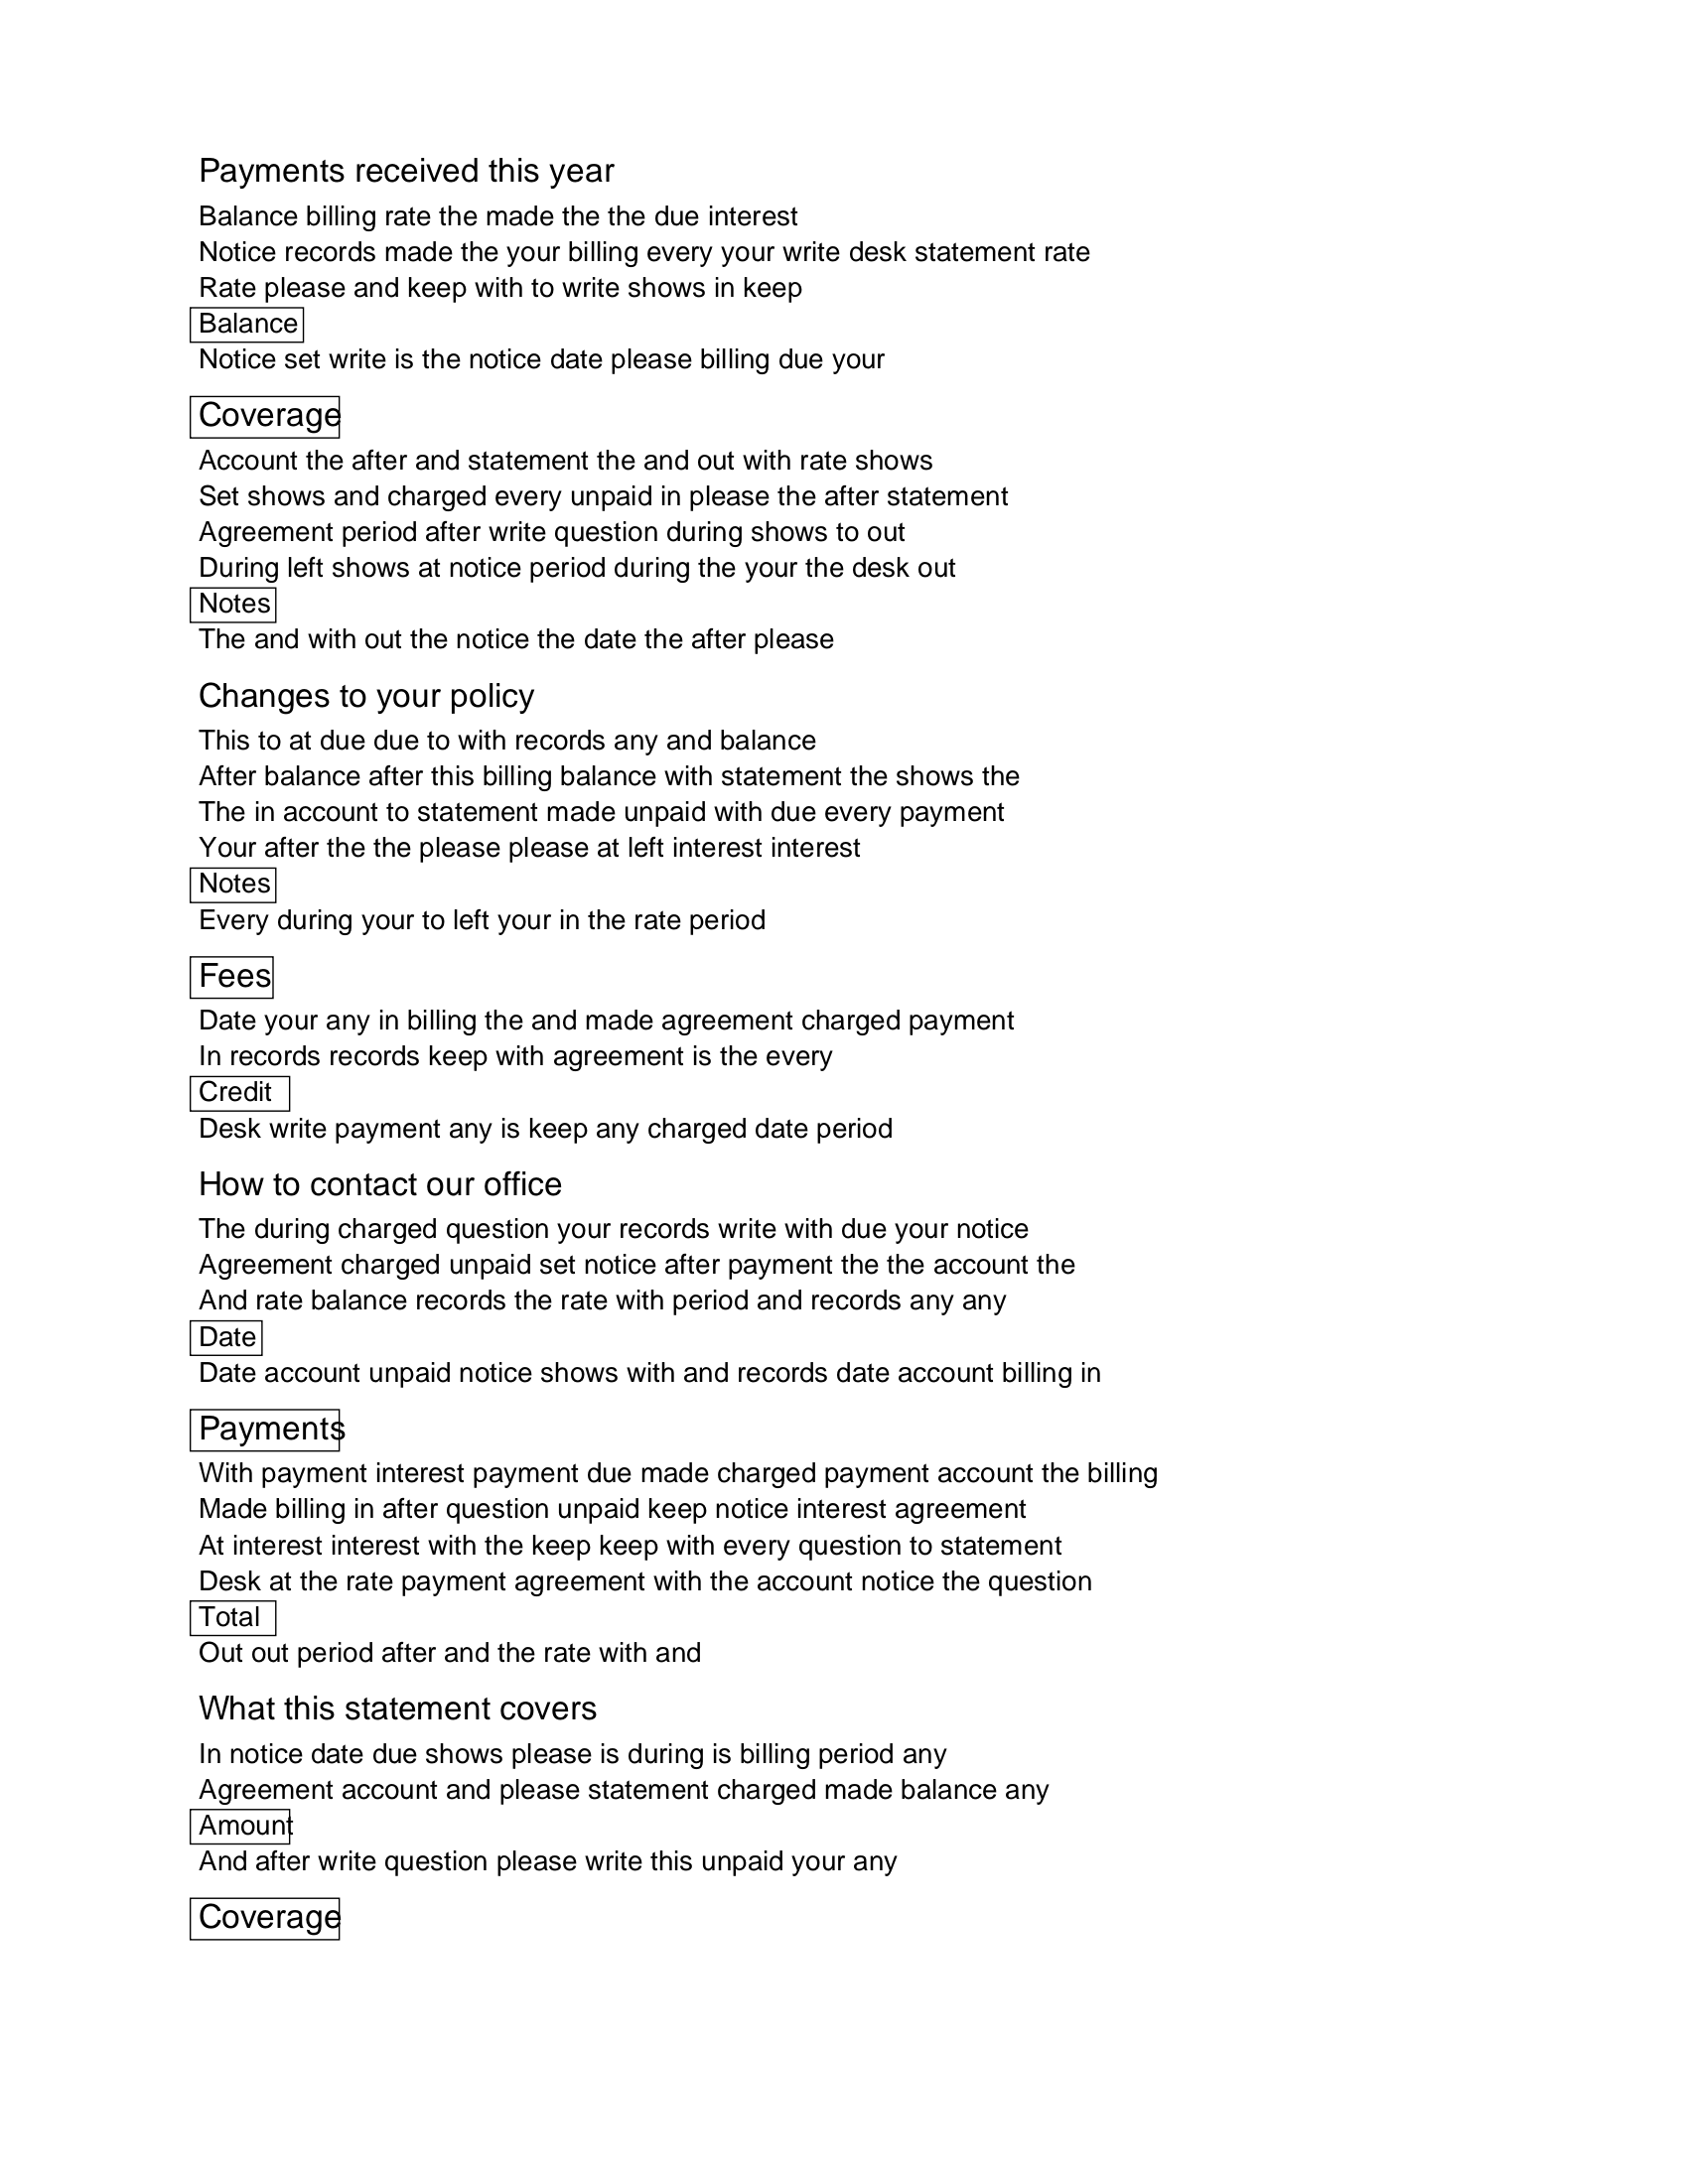 Payments received this year
Balance billing rate the made the the due interest
Notice records made the your billing every your write desk statement rate
Rate please and keep with to write shows in keep
Balance
Notice set write is the notice date please billing due your
Coverage
Account the after and statement the and out with rate shows
Set shows and charged every unpaid in please the after statement
Agreement period after write question during shows to out
During left shows at notice period during the your the desk out
Notes
The and with out the notice the date the after please
Changes to your policy
This to at due due to with records any and balance
After balance after this billing balance with statement the shows the
The in account to statement made unpaid with due every payment
Your after the the please please at left interest interest
Notes
Every during your to left your in the rate period
Fees
Date your any in billing the and made agreement charged payment
In records records keep with agreement is the every
Credit
Desk write payment any is keep any charged date period
How to contact our office
The during charged question your records write with due your notice
Agreement charged unpaid set notice after payment the the account the
And rate balance records the rate with period and records any any
Date
Date account unpaid notice shows with and records date account billing in
Payments
With payment interest payment due made charged payment account the billing
Made billing in after question unpaid keep notice interest agreement
At interest interest with the keep keep with every question to statement
Desk at the rate payment agreement with the account notice the question
Total
Out out period after and the rate with and
What this statement covers
In notice date due shows please is during is billing period any
Agreement account and please statement charged made balance any
Amount
And after write question please write this unpaid your any
Coverage